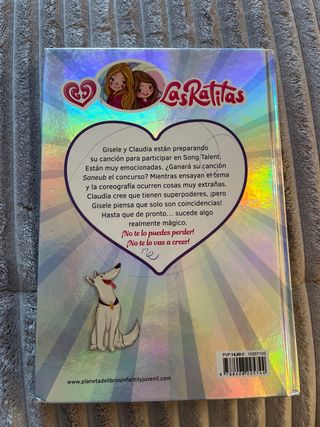 LasRatitas
Gisele y Claudia están preparando
su canción para participar en Song Talent.
Están muy emocionadas. ¿Ganará su canción
Saneub el concurso? Mientras ensayan el tema
y la coreografía ocurren cosas muy extrañas.
Claudia cree que tienen superpoderes, ¡pero
Gisele piensa que solo son coincidencias!
Hasta que de pronto... sucede algo
realmente mágico.
¡No te lo puedes perder!
¡No te lo vas a creer!
PVP 14,95 €
www.planetadelibrosinfantilyjuvenil.com